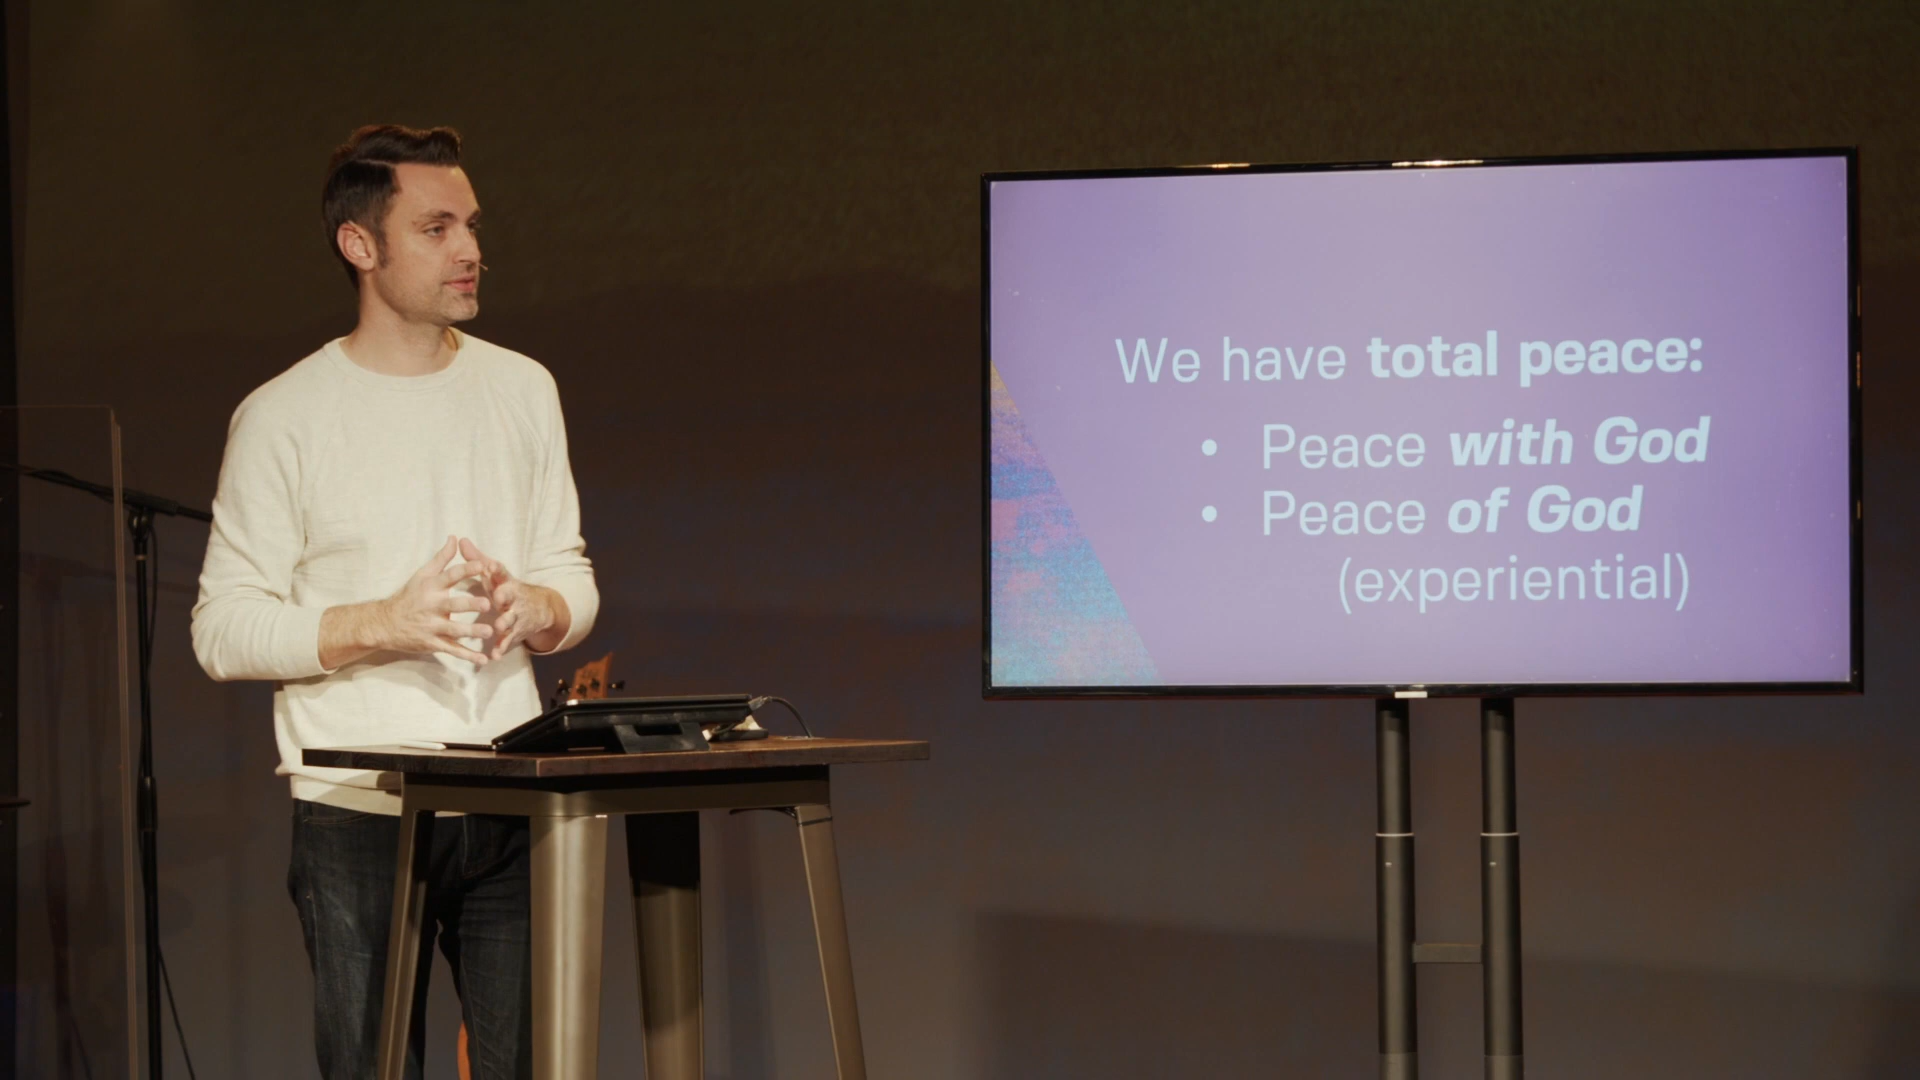 We have total peace:
• Peace with God
• Peace of God
(experiential)